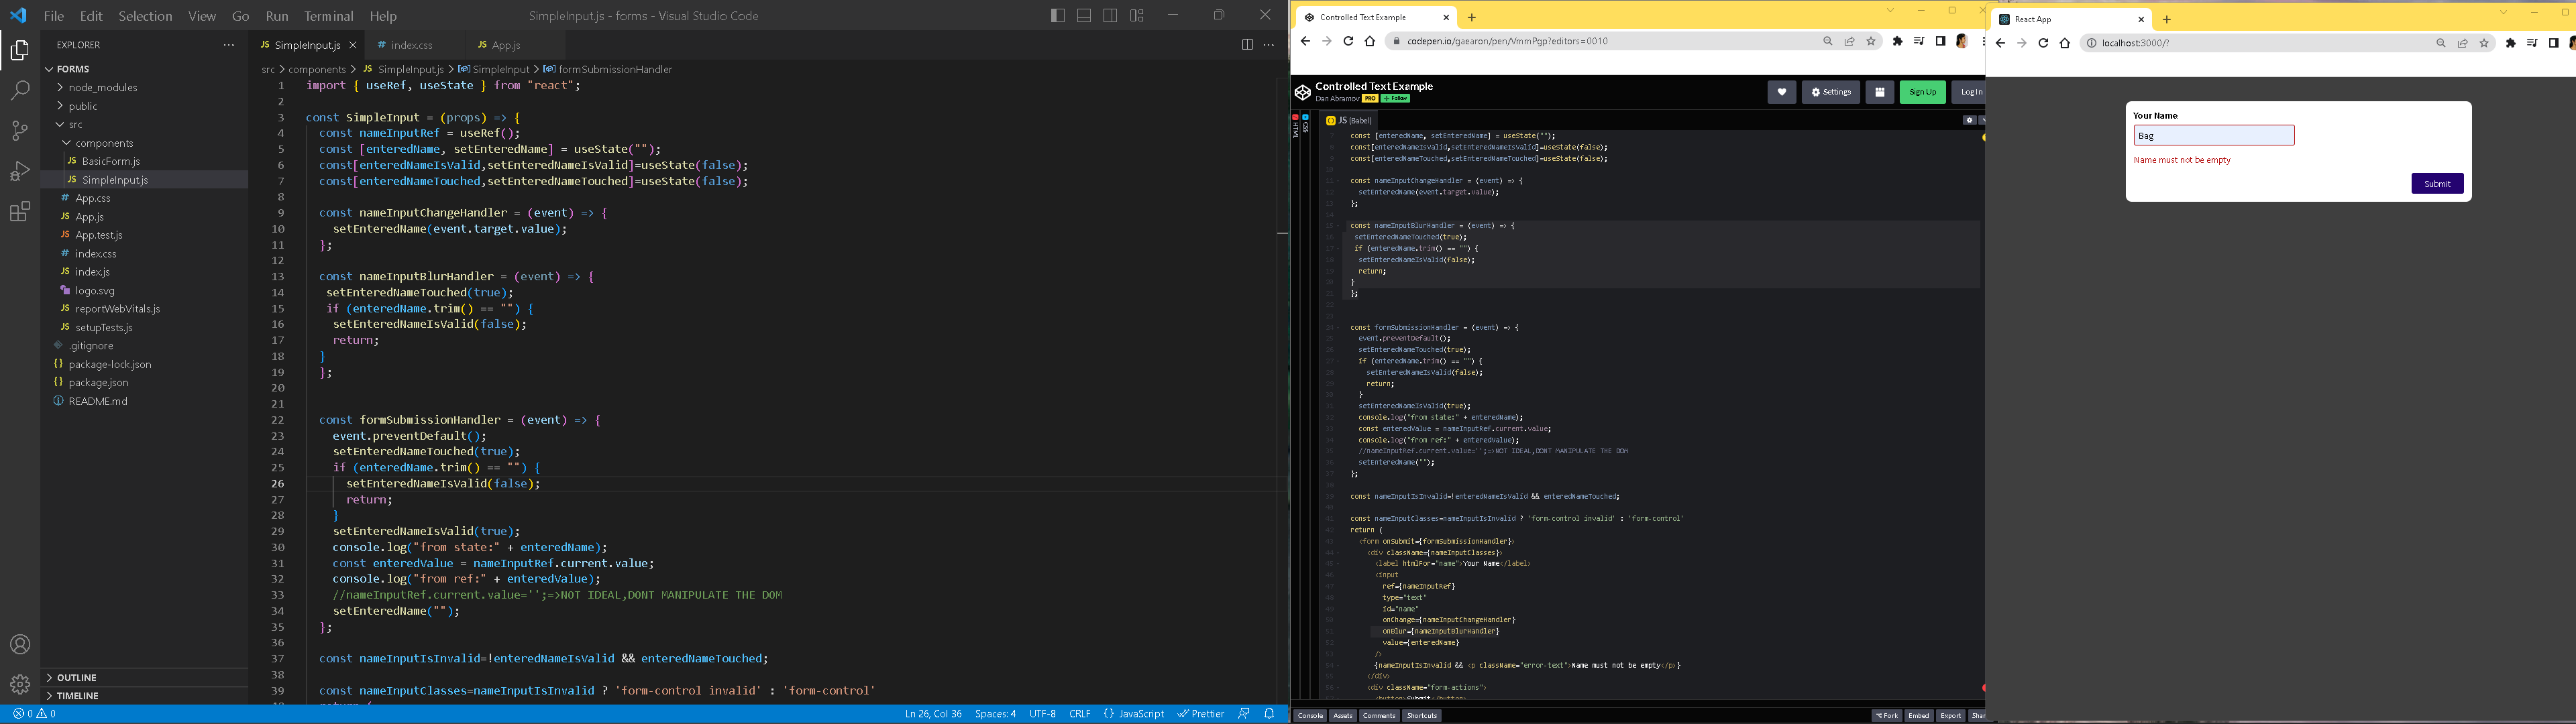 File Edit Selection View Go Run Terminal Help
SimpleInput.js - forms - Visual Studio Code
EXPLORER
FORMS
node_modules
public
src
components
BasicForm.js
SimpleInput.js
App.css
App.js
App.test.js
index.css
index.js
logo.svg
reportWebVitals.js
setupTests.js
.gitignore
package-lock.json
package.json
README.md
OUTLINE
TIMELINE
SimpleInput.js index.css App.js
src > components > JS SimpleInput.js > SimpleInput > formSubmissionHandler
1 import { useRef, useState } from "react";
2
3 const SimpleInput = (props) => {
4 const nameInputRef = useRef();
5 const [enteredName, setEnteredName] = useState("");
6 const[enteredNameIsValid,setEnteredNameIsValid]=useState(false);
7 const[enteredNameTouched,setEnteredNameTouched]=useState(false);
8
9 const nameInputChangeHandler = (event) => {
10 setEnteredName(event.target.value);
11 };
12
13 const nameInputBlurHandler = (event) => {
14 setEnteredNameTouched(true);
15 if (enteredName.trim() == "") {
16 setEnteredNameIsValid(false);
17 return;
18 }
19 };
20
21
22 const formSubmissionHandler = (event) => {
23 event.preventDefault();
24 setEnteredNameTouched(true);
25 if (enteredName.trim() == "") {
26 setEnteredNameIsValid(false);
27 return;
28 }
29 setEnteredNameIsValid(true);
30 console.log("from state:" + enteredName);
31 const enteredValue = nameInputRef.current.value;
32 console.log("from ref:" + enteredValue);
33 //nameInputRef.current.value='';=>NOT IDEAL,DONT MANIPULATE THE DOM
34 setEnteredName("");
35 };
36
37 const nameInputIsInvalid=!enteredNameIsValid && enteredNameTouched;
38
39 const nameInputClasses=nameInputIsInvalid ? 'form-control invalid' : 'form-control'
0 0
Ln 26, Col 36 Spaces: 4 UTF-8 CRLF {} JavaScript Prettier
Controlled Text Example
codepen.io/gaearon/pen/VmmPgp?editors=0010
Controlled Text Example
Dan Abramov PRO + Follow
Settings Sign Up Log In
HTML
CSS
JS (Babel)
const [enteredName, setEnteredName] = useState("");
const[enteredNameIsValid,setEnteredNameIsValid]=useState(false);
const[enteredNameTouched,setEnteredNameTouched]=useState(false);
const nameInputChangeHandler = (event) => {
setEnteredName(event.target.value);
};
const nameInputBlurHandler = (event) => {
setEnteredNameTouched(true);
if (enteredName.trim() == "") {
setEnteredNameIsValid(false);
return;
}
};
const formSubmissionHandler = (event) => {
event.preventDefault();
setEnteredNameTouched(true);
if (enteredName.trim() == "") {
setEnteredNameIsValid(false);
return;
}
setEnteredNameIsValid(true);
console.log("from state:" + enteredName);
const enteredValue = nameInputRef.current.value;
console.log("from ref:" + enteredValue);
//nameInputRef.current.value='';=>NOT IDEAL,DONT MANIPULATE THE DOM
setEnteredName("");
};
const nameInputIsInvalid=!enteredNameIsValid && enteredNameTouched;
const nameInputClasses=nameInputIsInvalid ? 'form-control invalid' : 'form-control'
return (
<form onSubmit={formSubmissionHandler}>
<div className={nameInputClasses}>
<label htmlFor="name">Your Name</label>
<input
ref={nameInputRef}
type="text"
id="name"
onChange={nameInputChangeHandler}
onBlur={nameInputBlurHandler}
value={enteredName}
/>
{nameInputIsInvalid && <p className="error-text">Name must not be empty</p>}
</div>
<div className="form-actions">
<button>Submit</button>
Console Assets Comments Shortcuts
Fork Embed Export Shar
React App
localhost:3000/?
Your Name
Bag
Name must not be empty
Submit